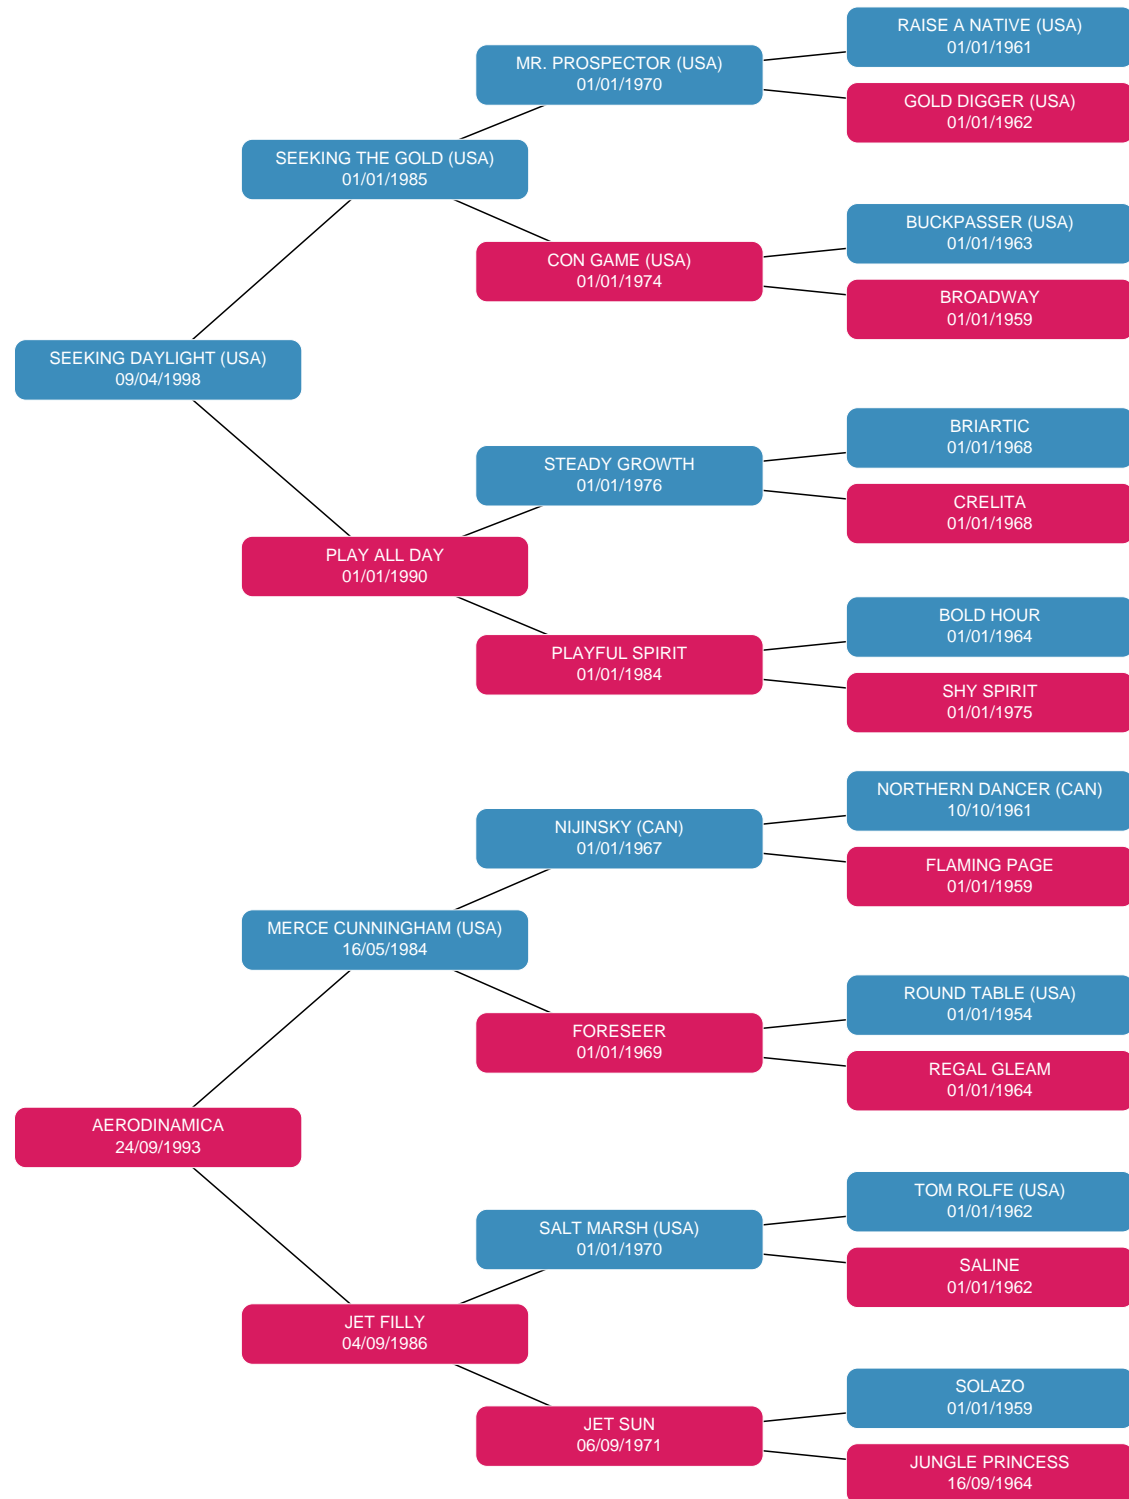 RAISE A NATIVE (USA)
01/01/1961
MR. PROSPECTOR (USA)
01/01/1970
GOLD DIGGER (USA)
01/01/1962
SEEKING THE GOLD (USA)
01/01/1985
BUCKPASSER (USA)
01/01/1963
CON GAME (USA)
01/01/1974
BROADWAY
01/01/1959
SEEKING DAYLIGHT (USA)
09/04/1998
BRIARTIC
01/01/1968
STEADY GROWTH
01/01/1976
CRELITA
01/01/1968
PLAY ALL DAY
01/01/1990
BOLD HOUR
01/01/1964
PLAYFUL SPIRIT
01/01/1984
SHY SPIRIT
01/01/1975
NORTHERN DANCER (CAN)
10/10/1961
NIJINSKY (CAN)
01/01/1967
FLAMING PAGE
01/01/1959
MERCE CUNNINGHAM (USA)
16/05/1984
ROUND TABLE (USA)
01/01/1954
FORESEER
01/01/1969
REGAL GLEAM
01/01/1964
AERODINAMICA
24/09/1993
TOM ROLFE (USA)
01/01/1962
SALT MARSH (USA)
01/01/1970
SALINE
01/01/1962
JET FILLY
04/09/1986
SOLAZO
01/01/1959
JET SUN
06/09/1971
JUNGLE PRINCESS
16/09/1964